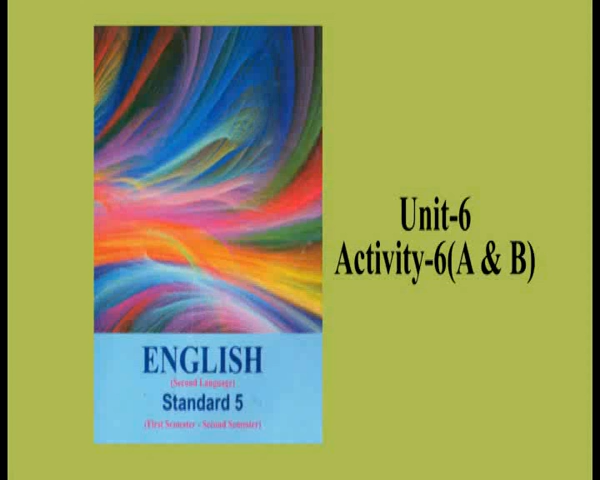 ENGLISH
(Second Language)
Standard 5
(First Semester - Second Semester)
Unit-6
Activity-6(A & B)